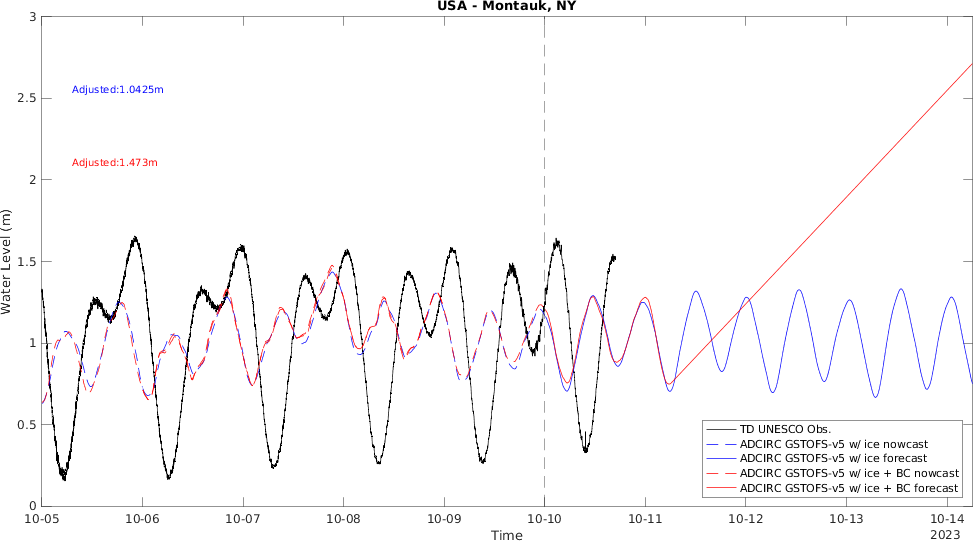 USA - Montauk, NY
3
2.5
2
1.5
1
0.5
0
Water Level (m)
Adjusted:1.0425m
Adjusted:1.473m
TD UNESCO Obs.
ADCIRC GSTOFS-v5 w/ ice nowcast
ADCIRC GSTOFS-v5 w/ ice forecast
ADCIRC GSTOFS-v5 w/ ice + BC nowcast
ADCIRC GSTOFS-v5 w/ ice + BC forecast
10-05 10-06 10-07 10-08 10-09 10-10 10-11 10-12 10-13 10-14
Time
2023